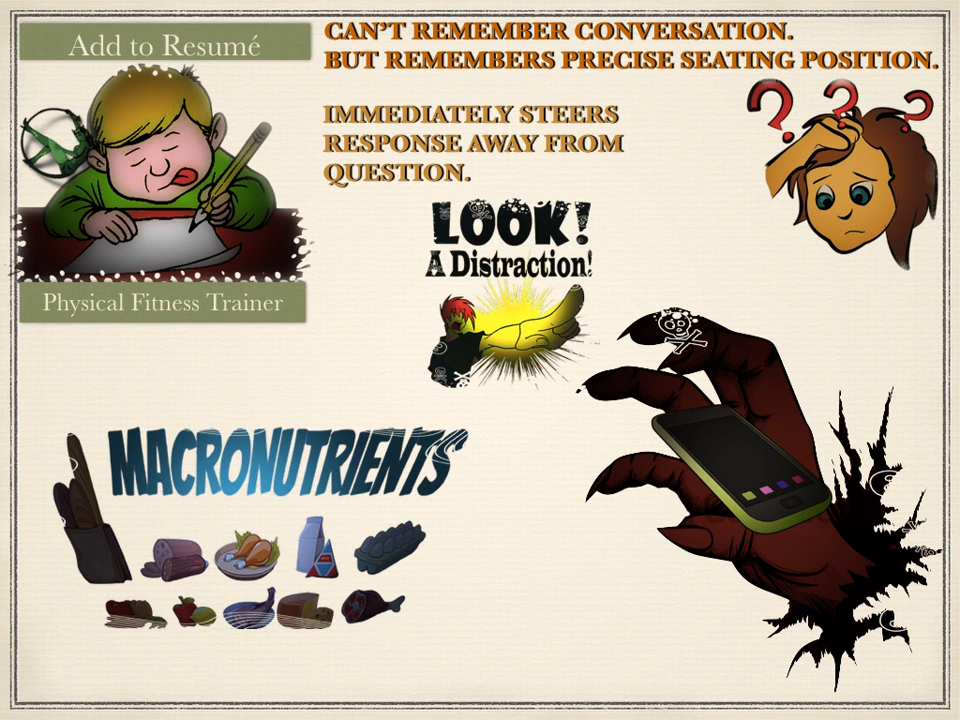 Add to Resumé
CAN'T REMEMBER CONVERSATION.
BUT REMEMBERS PRECISE SEATING POSITION.
IMMEDIATELY STEERS
RESPONSE AWAY FROM
QUESTION.
LOOK!
A Distraction!
Physical Fitness Trainer
MACRONUTRIENTS